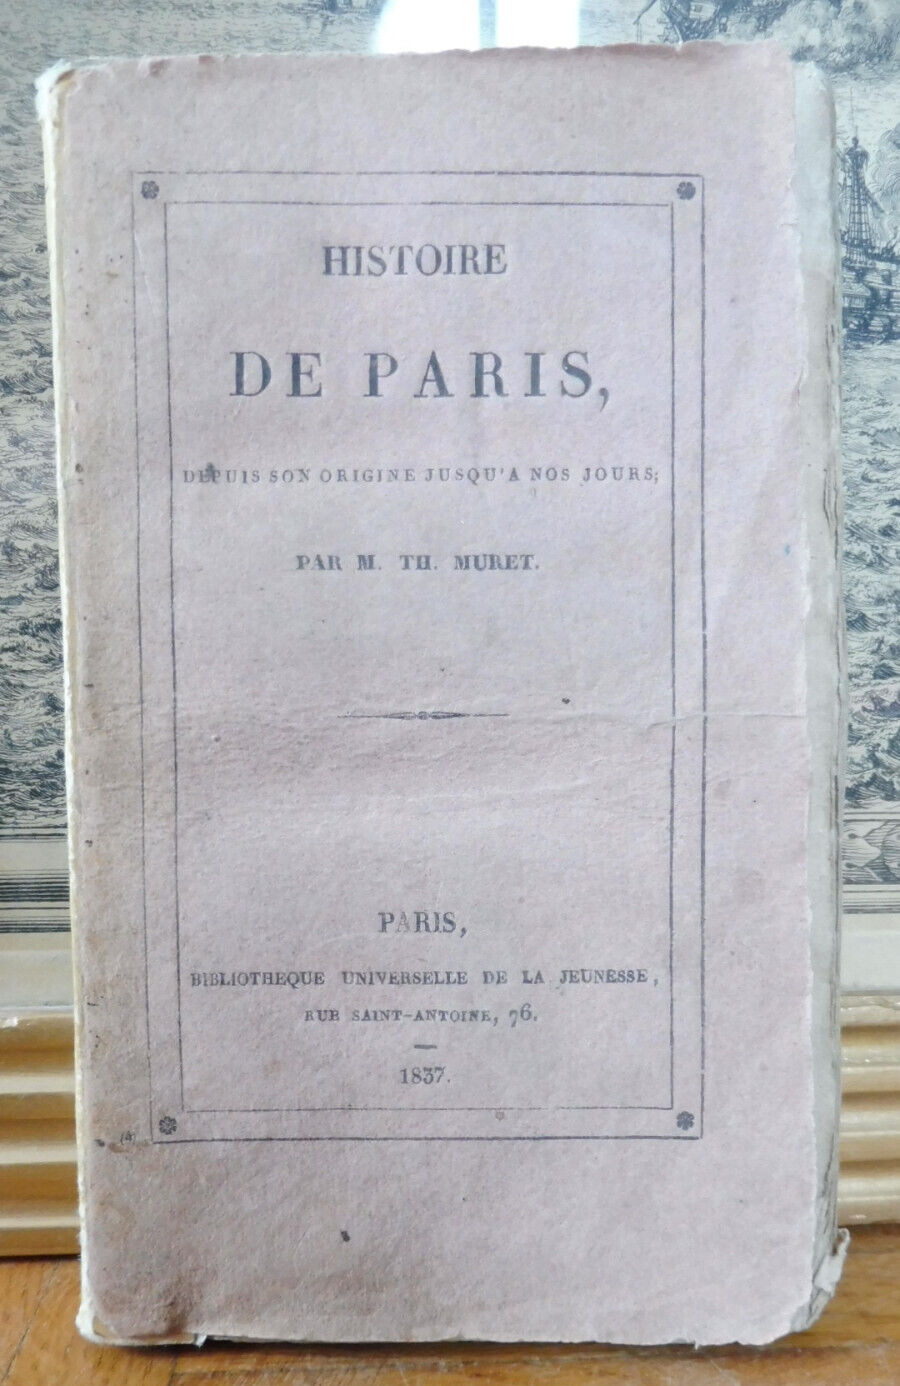 HISTOIRE
DE PARIS,
DEPUIS SON ORIGINE JUSQU'A NOS JOURS;
PAR M. TH. MURET.
PARIS,
BIBLIOTHEQUE UNIVERSELLE DE LA JEUNESSE,
RUE SAINT-ANTOINE, 76.
1837.